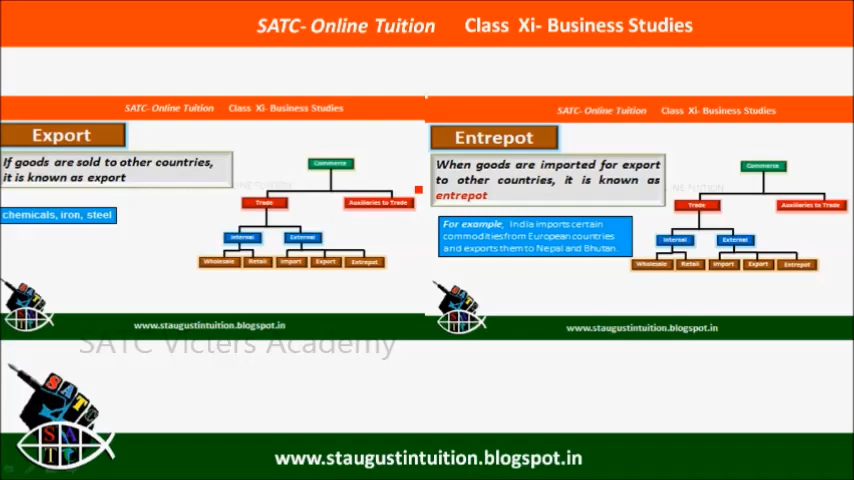 SATC- Online Tuition Class Xi- Business Studies
SATC- Online Tuition Class Xi- Business Studies
Export
If goods are sold to other countries,
it is known as export
chemicals, iron, steel
Commerce
Trade
Auxiliaries to Trade
Internal
External
Wholesale Retail Import Export Entrepot
www.staugustintuition.blogspot.in
SATC- Online Tuition Class Xi- Business Studies
Entrepot
When goods are imported for export
to other countries, it is known as
entrepot
For example, India imports certain
commodities from European countries
and exports them to Nepal and Bhutan.
Commerce
Trade
Auxiliaries to Trade
Internal
External
Wholesale Retail Import Export Entrepot
www.staugustintuition.blogspot.in
SATC Victers Academy
SATC
SATC
www.staugustintuition.blogspot.in